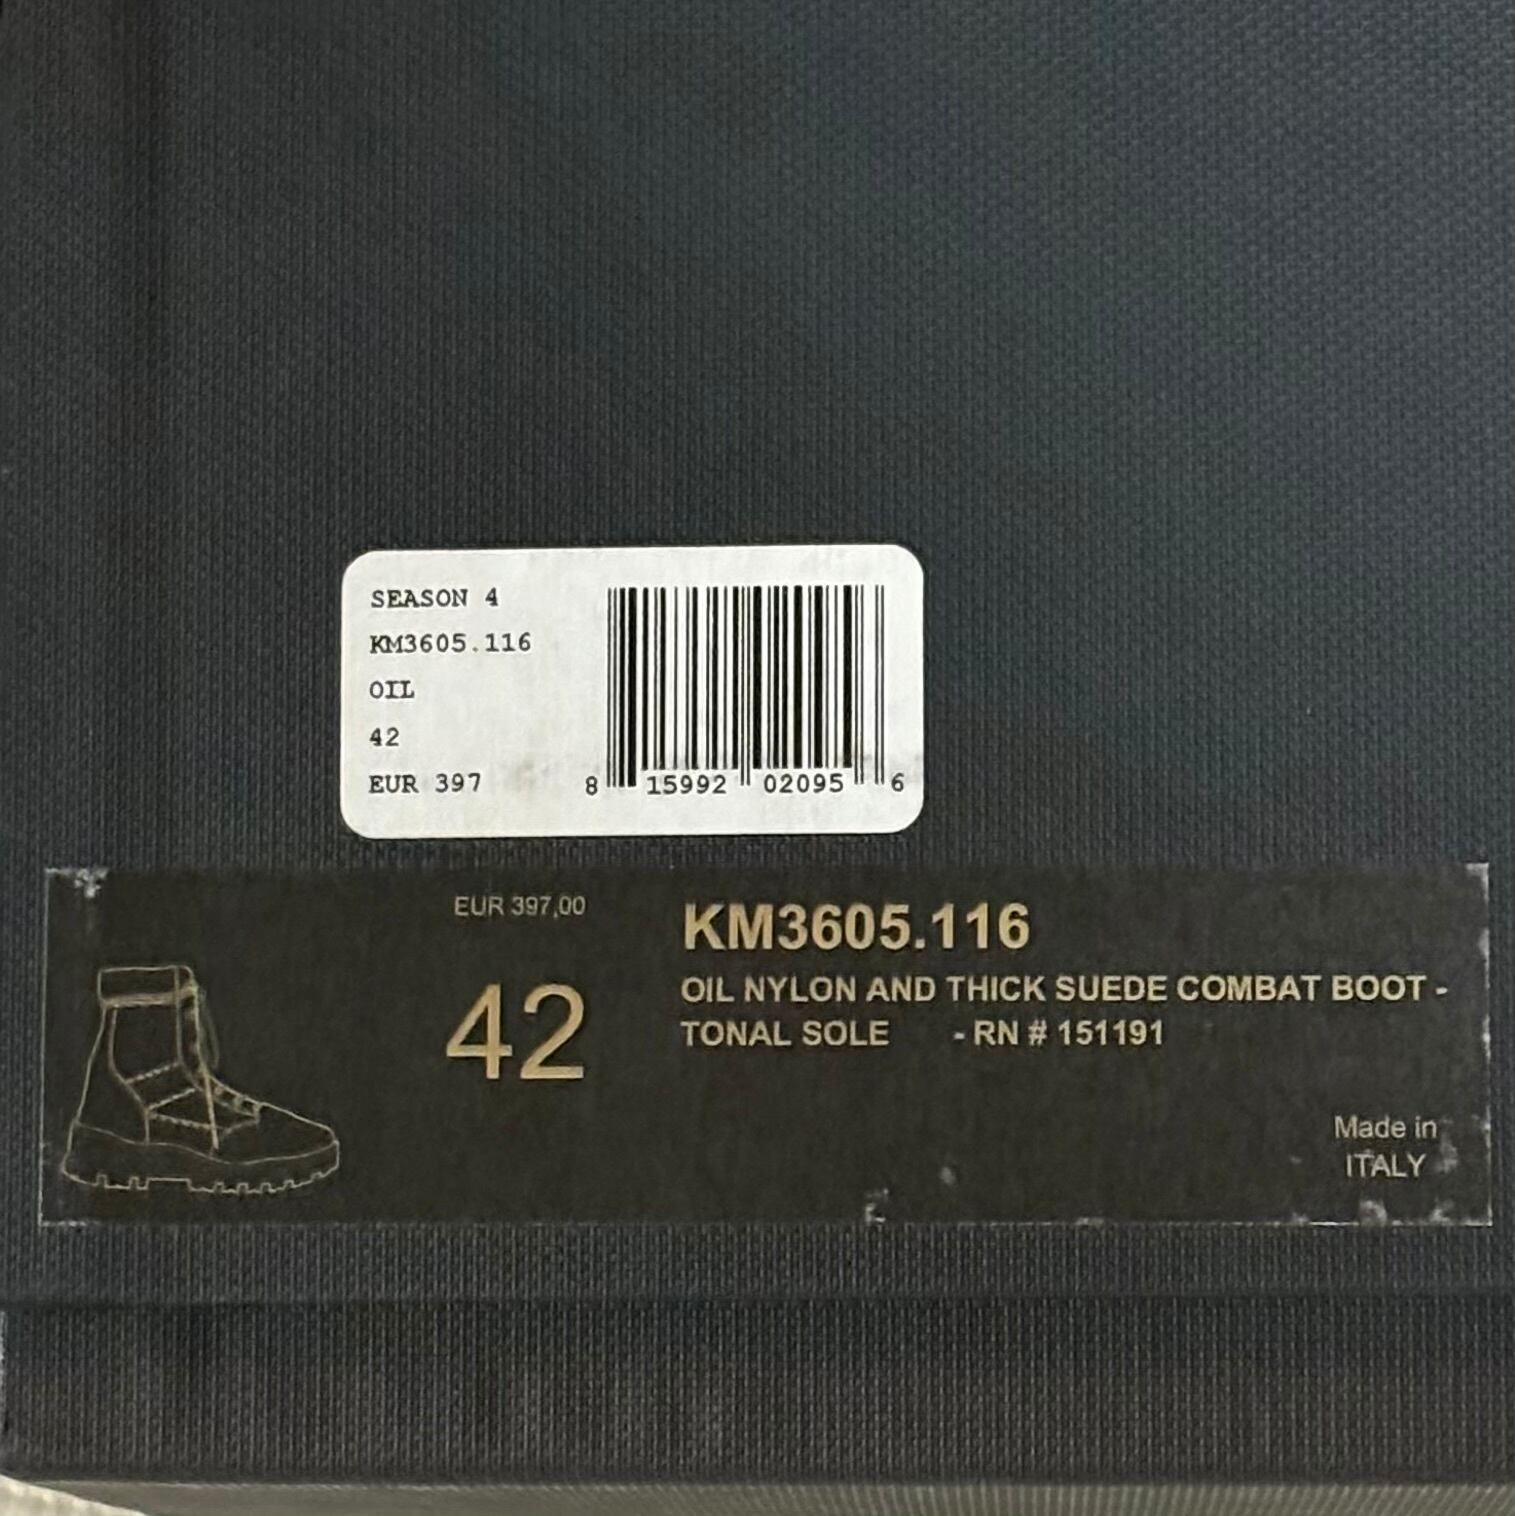 SEASON 4
KM3605.116
OIL
42
EUR 397
8 15992 02095 6
EUR 397,00
42
KM3605.116
OIL NYLON AND THICK SUEDE COMBAT BOOT -
TONAL SOLE - RN # 151191
Made in
ITALY